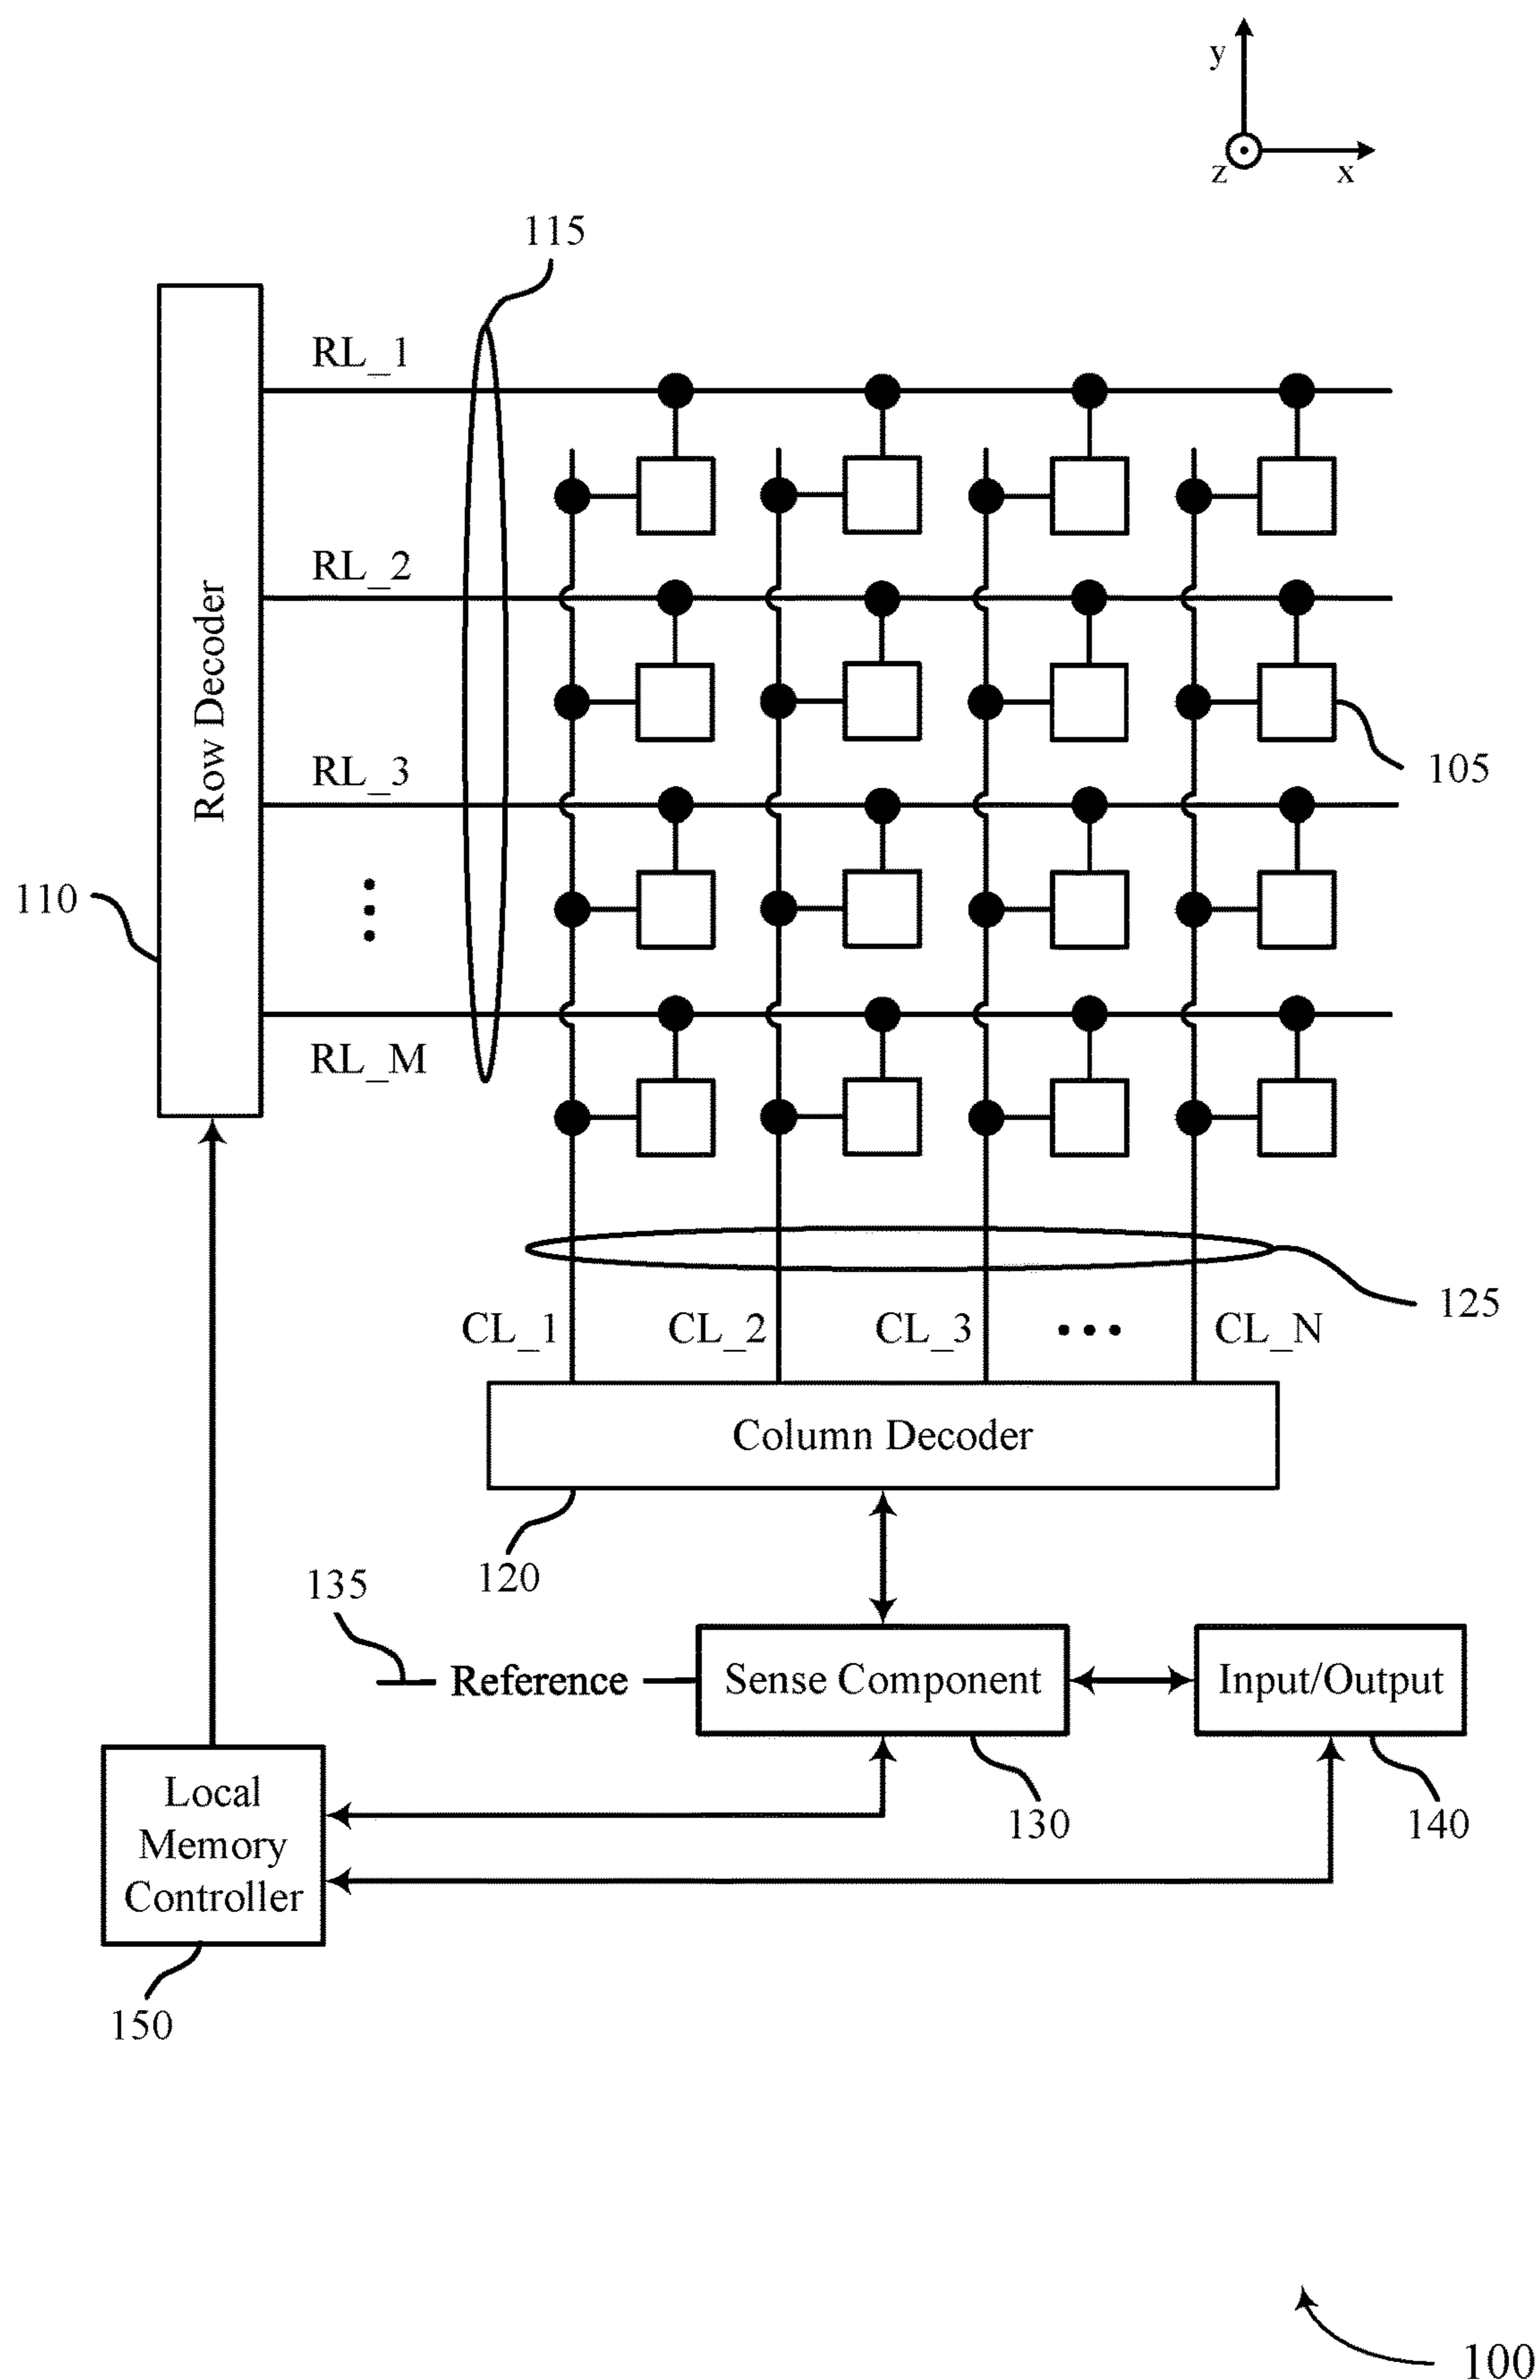 y
z
x
115
RL_1
RL_2
Row Decoder
RL_3
105
110
RL_M
125
CL_1
CL_2
CL_3
CL_N
Column Decoder
120
135
Reference
Sense Component
Input/Output
Local
Memory
Controller
130
140
150
100